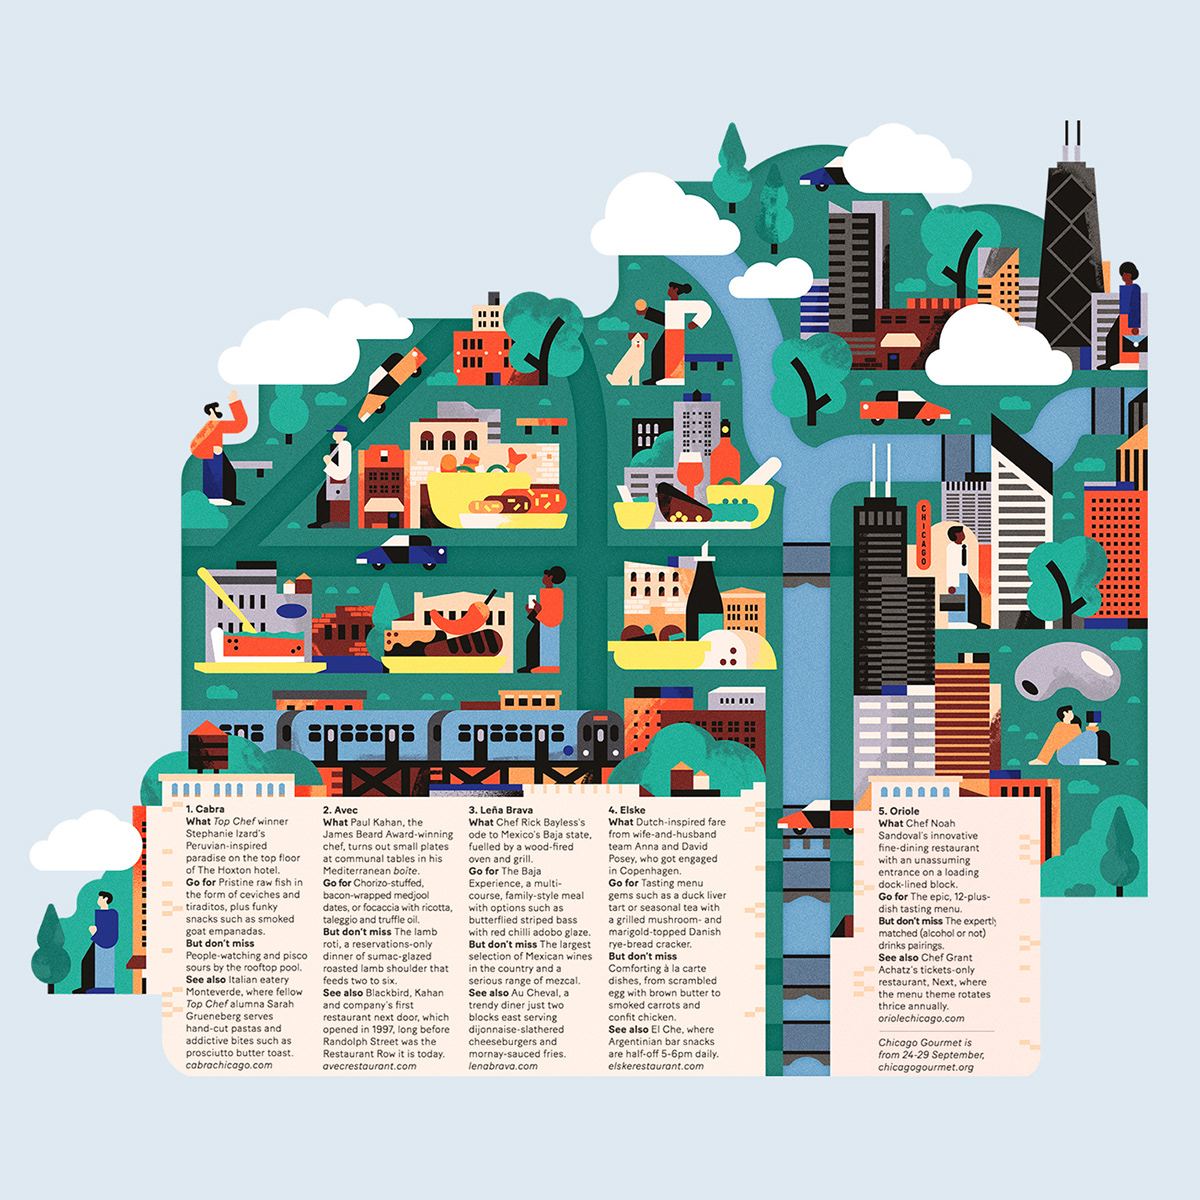 CHICAGO
1. Cabra
What Top Chef winner
Stephanie Izard's
Peruvian-inspired
paradise on the top floor
of The Hoxton hotel.
Go for Pristine raw fish in
the form of ceviches and
tiraditos, plus funky
snacks such as smoked
goat empanadas.
But don't miss
People-watching and pisco
sours by the rooftop pool.
See also Italian eatery
Monteverde, where fellow
Top Chef alumna Sarah
Grueneberg serves
hand-cut pastas and
addictive bites such as
prosciutto butter toast.
cabrachicago.com
2. Avec
What Paul Kahan, the
James Beard Award-winning
chef, turns out small plates
at communal tables in his
Mediterranean boîte.
Go for Chorizo-stuffed,
bacon-wrapped medjool
dates, or focaccia with ricotta,
taleggio and truffle oil.
But don't miss The lamb
roti, a reservations-only
dinner of sumac-glazed
roasted lamb shoulder that
feeds two to six.
See also Blackbird, Kahan
and company's first
restaurant next door, which
opened in 1997, long before
Randolph Street was the
Restaurant Row it is today.
avecrestaurant.com
3. Leña Brava
What Chef Rick Bayless's
ode to Mexico's Baja state,
fuelled by a wood-fired
oven and grill.
Go for The Baja
Experience, a multi-
course, family-style meal
with options such as
butterflied striped bass
with red chilli adobo glaze.
But don't miss The largest
selection of Mexican wines
in the country and a
serious range of mezcal.
See also Au Cheval, a
trendy diner just two
blocks east serving
dijonnaise-slathered
cheeseburgers and
mornay-sauced fries.
lenabrava.com
4. Elske
What Dutch-inspired fare
from wife-and-husband
team Anna and David
Posey, who got engaged
in Copenhagen.
Go for Tasting menu
gems such as a duck liver
tart or seasonal tea with
a grilled mushroom- and
marigold-topped Danish
rye-bread cracker.
But don't miss
Comforting à la carte
dishes, from scrambled
egg with brown butter to
smoked carrots and
confit chicken.
See also El Che, where
Argentinian bar snacks
are half-off 5-6pm daily.
elskerestaurant.com
5. Oriole
What Chef Noah
Sandoval's innovative
fine-dining restaurant
with an unassuming
entrance on a loading
dock-lined block.
Go for The epic, 12-plus-
dish tasting menu.
But don't miss The expertly
matched (alcohol or not)
drinks pairings.
See also Chef Grant
Achatz's tickets-only
restaurant, Next, where
the menu theme rotates
thrice annually.
oriolechicago.com
Chicago Gourmet is
from 24-29 September,
chicagogourmet.org